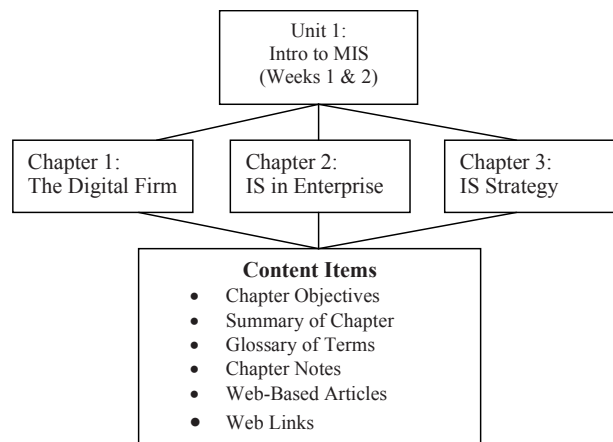 Unit 1:
Intro to MIS
(Weeks 1 & 2)
Chapter 1:
The Digital Firm
Chapter 2:
IS in Enterprise
Chapter 3:
IS Strategy
Content Items
• Chapter Objectives
• Summary of Chapter
• Glossary of Terms
• Chapter Notes
• Web-Based Articles
• Web Links